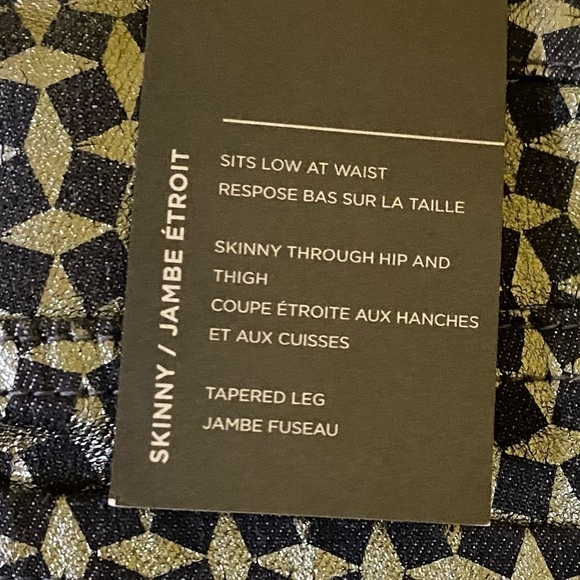 SKINNY / JAMBE ÉTROIT
SITS LOW AT WAIST
RESPOSE BAS SUR LA TAILLE
SKINNY THROUGH HIP AND
THIGH
COUPE ÉTROITE AUX HANCHES
ET AUX CUISSES
TAPERED LEG
JAMBE FUSEAU